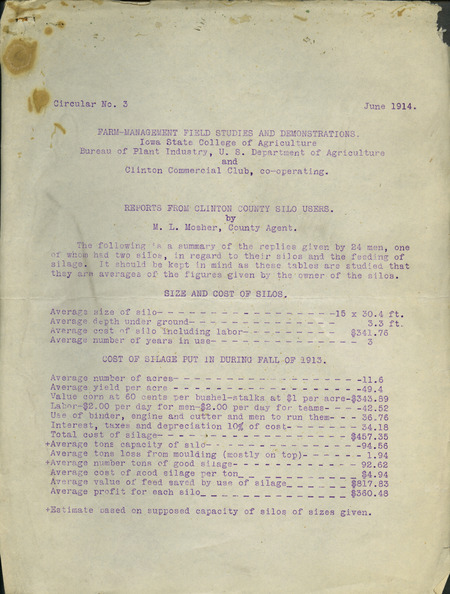 Circular No. 3 June 1914.
FARM-MANAGEMENT FIELD STUDIES AND DEMONSTRATIONS.
Iowa State College of Agriculture
Bureau of Plant Industry, U. S. Department of Agriculture
and
Clinton Commercial Club, co-operating.
REPORTS FROM CLINTON COUNTY SILO USERS.
by
M. L. Mosher, County Agent.
The following is a summary of the replies given by 24 men, one
of whom had two silos, in regard to their silos and the feeding of
silage. It should be kept in mind as these tables are studied that
they are averages of the figures given by the owner of the silos.
SIZE AND COST OF SILOS.
Average size of silo- - - - - - - - - - - - - - - - -15 x 30.4 ft.
Average depth under ground- - - - - - - - - - - - - - 3.3 ft.
Average cost of silo including labor- - - - - - - - - $341.76
Average number of years in use- - - - - - - - - - - - - 3
COST OF SILAGE PUT IN DURING FALL OF 1913.
Average number of acres- - - - - - - - - - - - - - - - -11.6
Average yield per acre - - - - - - - - - - - - - - - - -49.4
Value corn at 60 cents per bushel-stalks at $1 per acre-$343.89
Labor-$2.00 per day for men-$2.00 per day for teams- - - -42.52
Use of binder, engine and cutter and men to run them- - - 36.76
Interest, taxes and depreciation 10% of cost- - - - - - - 34.18
Total cost of silage- - - - - - - - - - - - - - - - - $457.35
+Average tons capacity of silo- - - - - - - - - - - - - -94.56
Average tons loss from moulding (mostly on top)- - - - - - 1.94
+Average number tons of good silage- - - - - - - - - - - 92.62
Average cost of good silage per ton_ _ _ _ _ _ _ _ _ _ _ $4.94
Average value of feed saved by use of silage_ _ _ _ _ _ $817.83
Average profit for each silo_ _ _ _ _ _ _ _ _ _ _ _ _ $360.48
+Estimate based on supposed capacity of silos of sizes given.